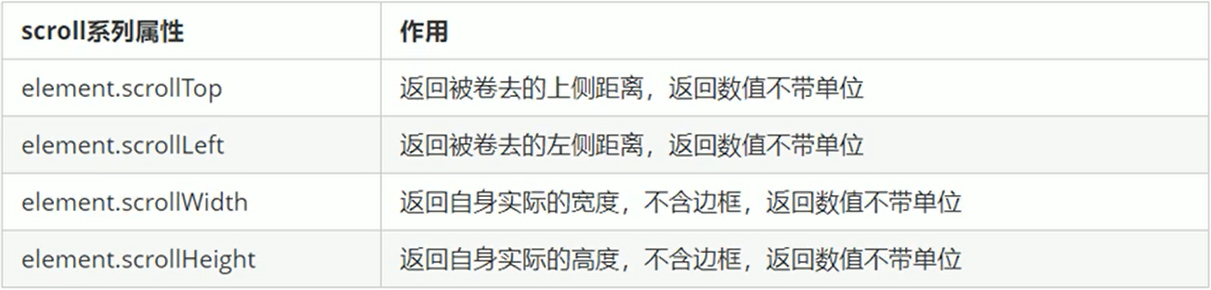 scroll系列属性 作用
element.scrollTop 返回被卷去的上侧距离，返回数值不带单位
element.scrollLeft 返回被卷去的左侧距离，返回数值不带单位
element.scrollWidth 返回自身实际的宽度，不含边框，返回数值不带单位
element.scrollHeight 返回自身实际的高度，不含边框，返回数值不带单位